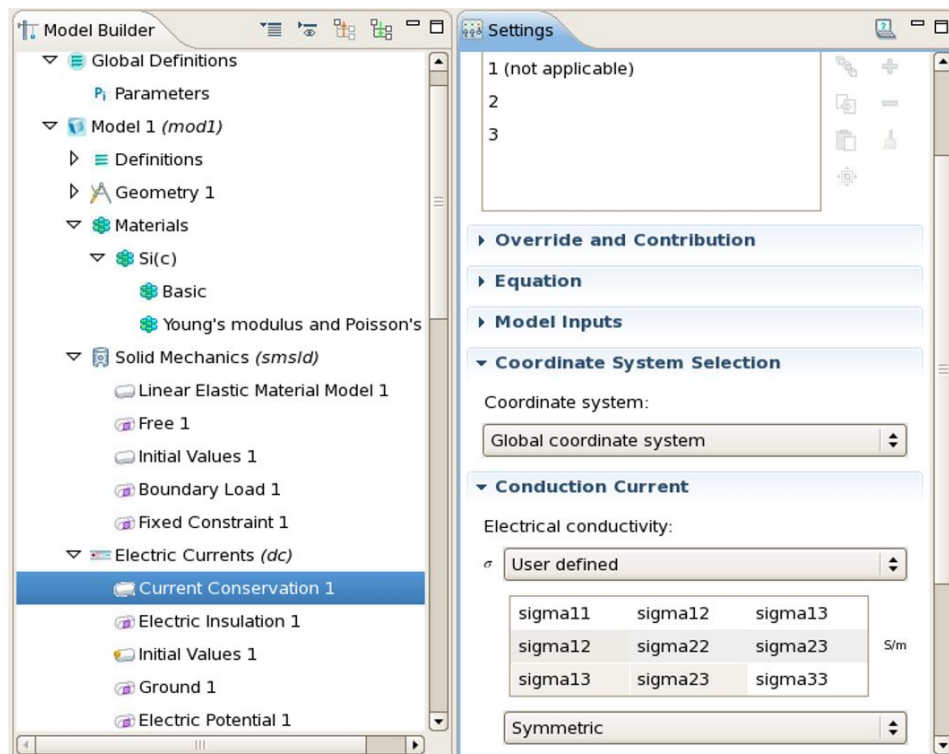 Model Builder
Global Definitions
Pi Parameters
Model 1 (mod1)
Definitions
Geometry 1
Materials
Si(c)
Basic
Young's modulus and Poisson's
Solid Mechanics (smsld)
Linear Elastic Material Model 1
Free 1
Initial Values 1
Boundary Load 1
Fixed Constraint 1
Electric Currents (dc)
Current Conservation 1
Electric Insulation 1
Initial Values 1
Ground 1
Electric Potential 1
Settings
1 (not applicable)
2
3
Override and Contribution
Equation
Model Inputs
Coordinate System Selection
Coordinate system:
Global coordinate system
Conduction Current
Electrical conductivity:
σ User defined
sigma11 sigma12 sigma13
sigma12 sigma22 sigma23 S/m
sigma13 sigma23 sigma33
Symmetric